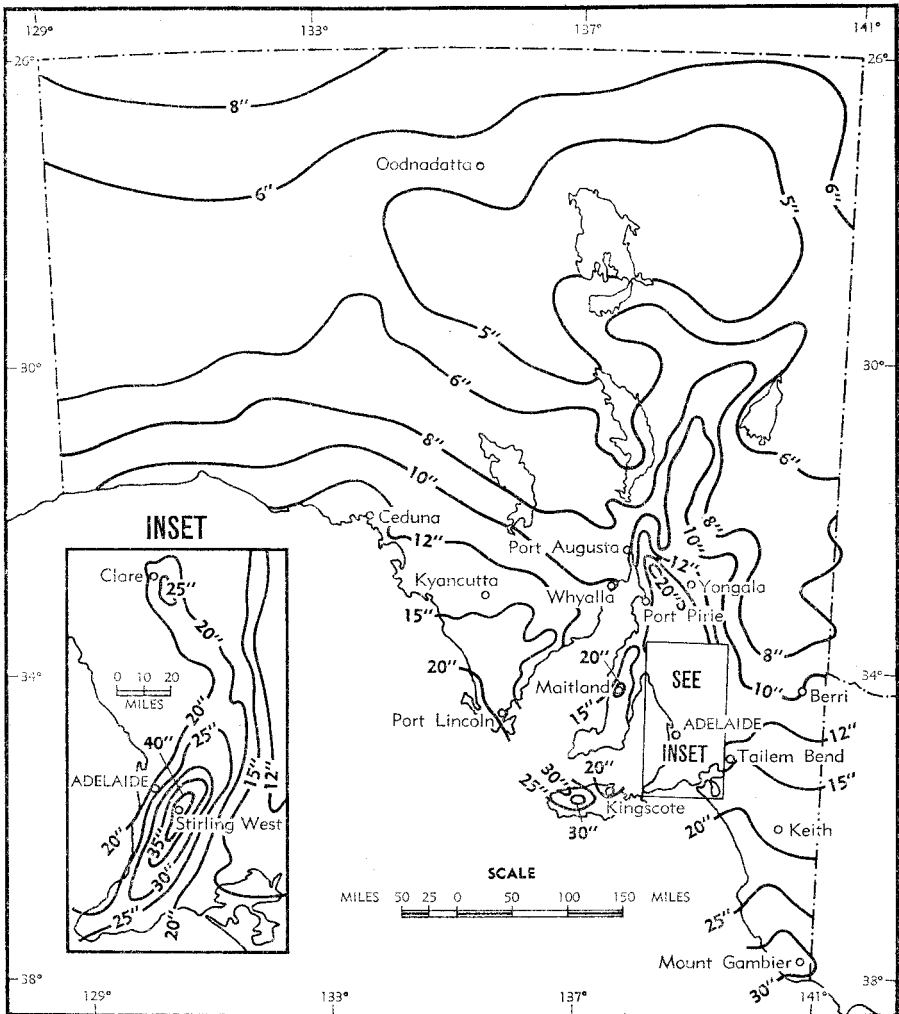 129° 133° 137° 141°
26° 26°
8"
Oodnadatta
6"
5"
6"
5"
30° 30°
6"
8"
6"
10"
INSET
Ceduna
8"
12"
10"
Port Augusta
12"
Clare
25"
Kyancutta
Whyalla
20"
Yongala
15"
Port Pirie
20"
8"
34° 34°
20"
20"
SEE
0 10 20
MILES
Maitland
10"
Berri
20"
15"
25"
Port Lincoln
ADELAIDE
12"
40"
INSET
Tailem Bend
ADELAIDE
15"
12"
30"
20"
15"
25"
Kingscote
Stirling West
20"
30"
20"
Keith
35"
30"
SCALE
25"
20"
MILES 50 25 0 50 100 150 MILES
25"
Mount Gambier
38° 38°
30"
129° 133° 137° 141°